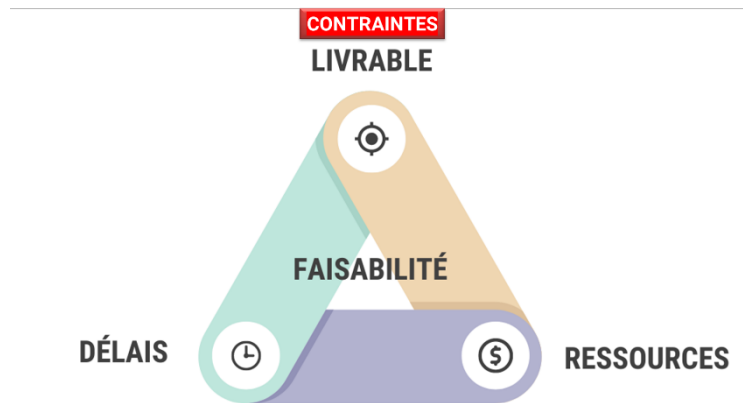 CONTRAINTES
LIVRABLE
FAISABILITÉ
DÉLAIS
$
RESSOURCES